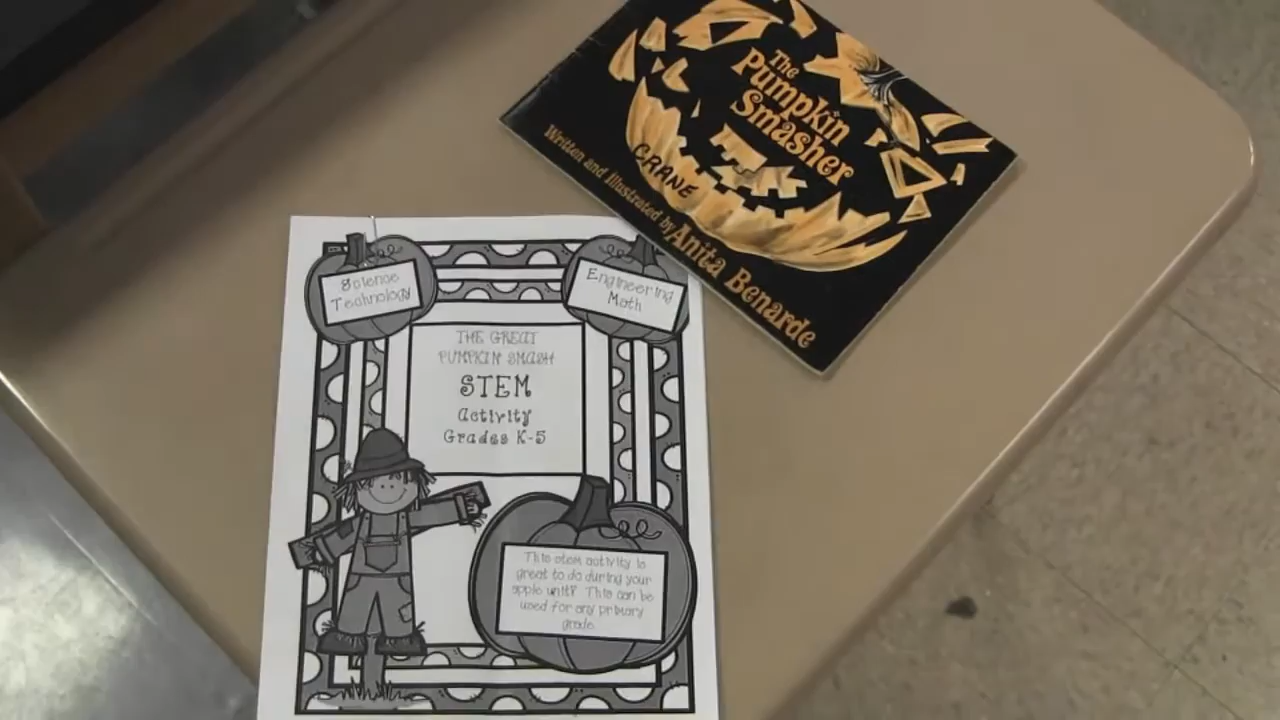 The
Pumpkin
Smasher
CRANE
Written and Illustrated by
Anita Benarde
Science
Technology
Engineering
Math
THE GREAT
PUMPKIN SMASH
STEM
Activity
Grades K-5
This stem activity is
great to do during your
apple unit! This can be
used for any primary
grade.